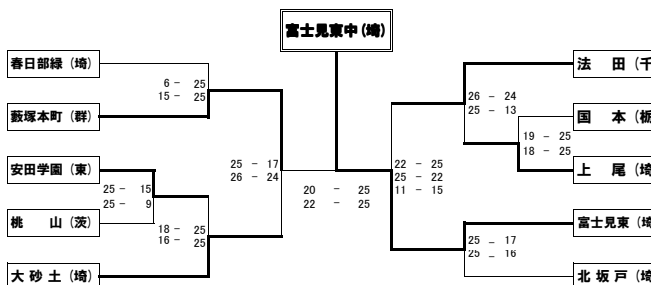 富士見東中(埼)
春日部緑 (埼)
藪塚本町 (群)
安田学園 (東)
桃 山 (茨)
大 砂 土 (埼)
6 - 25
15 - 25
25 - 15
25 - 9
18 - 25
16 - 25
25 - 17
26 - 24
20 - 25
22 - 25
22 - 25
25 - 22
11 - 15
26 - 24
25 - 13
19 - 25
18 - 25
25 - 17
25 - 16
法 田 (千
国 本 (栃
上 尾 (埼
富士見東 (埼
北 坂 戸 (埼